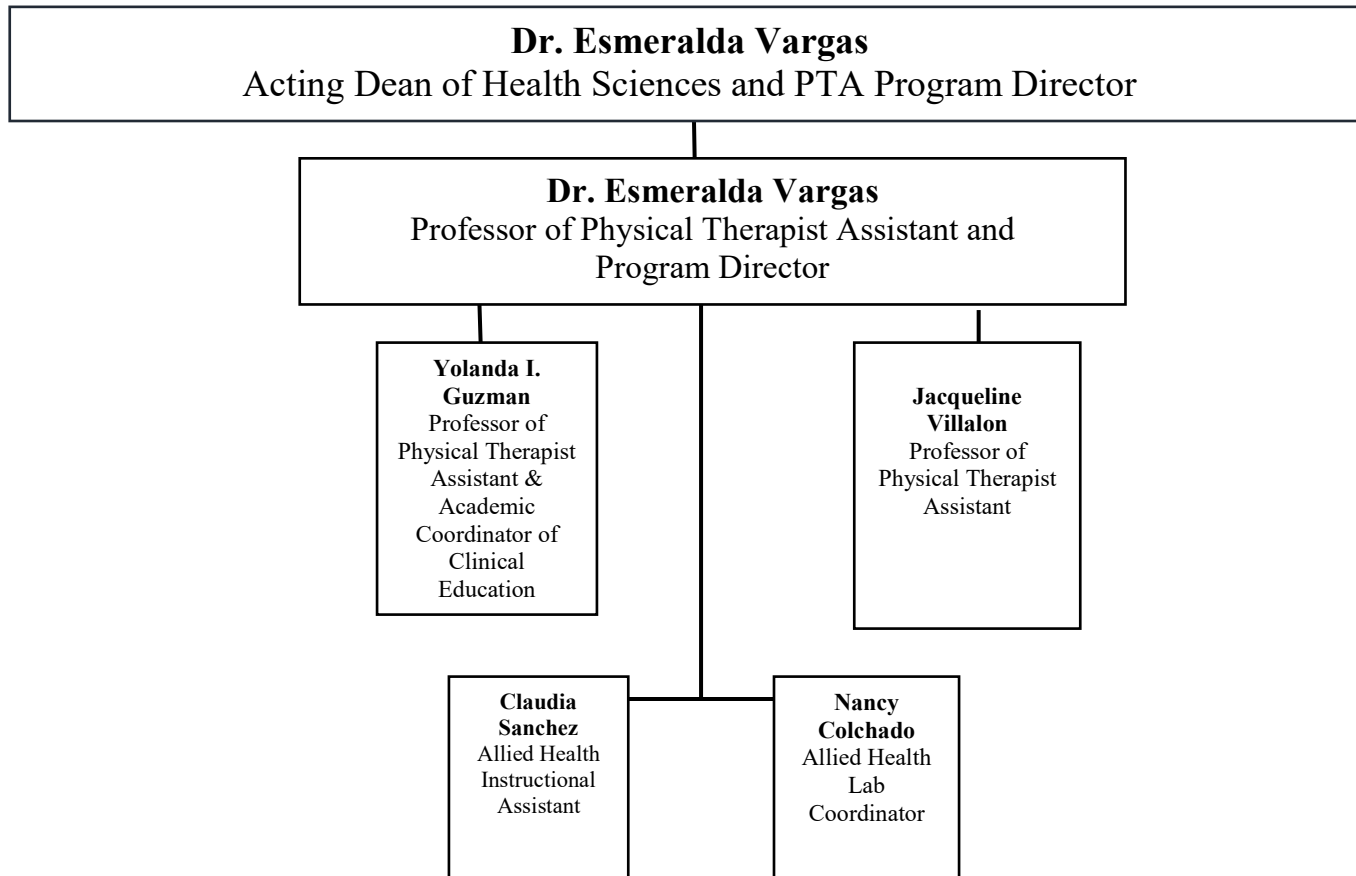 Dr. Esmeralda Vargas
Acting Dean of Health Sciences and PTA Program Director
Dr. Esmeralda Vargas
Professor of Physical Therapist Assistant and
Program Director
Yolanda I.
Guzman
Professor of
Physical Therapist
Assistant &
Academic
Coordinator of
Clinical
Education
Jacqueline
Villalon
Professor of
Physical Therapist
Assistant
Claudia
Sanchez
Allied Health
Instructional
Assistant
Nancy
Colchado
Allied Health
Lab
Coordinator